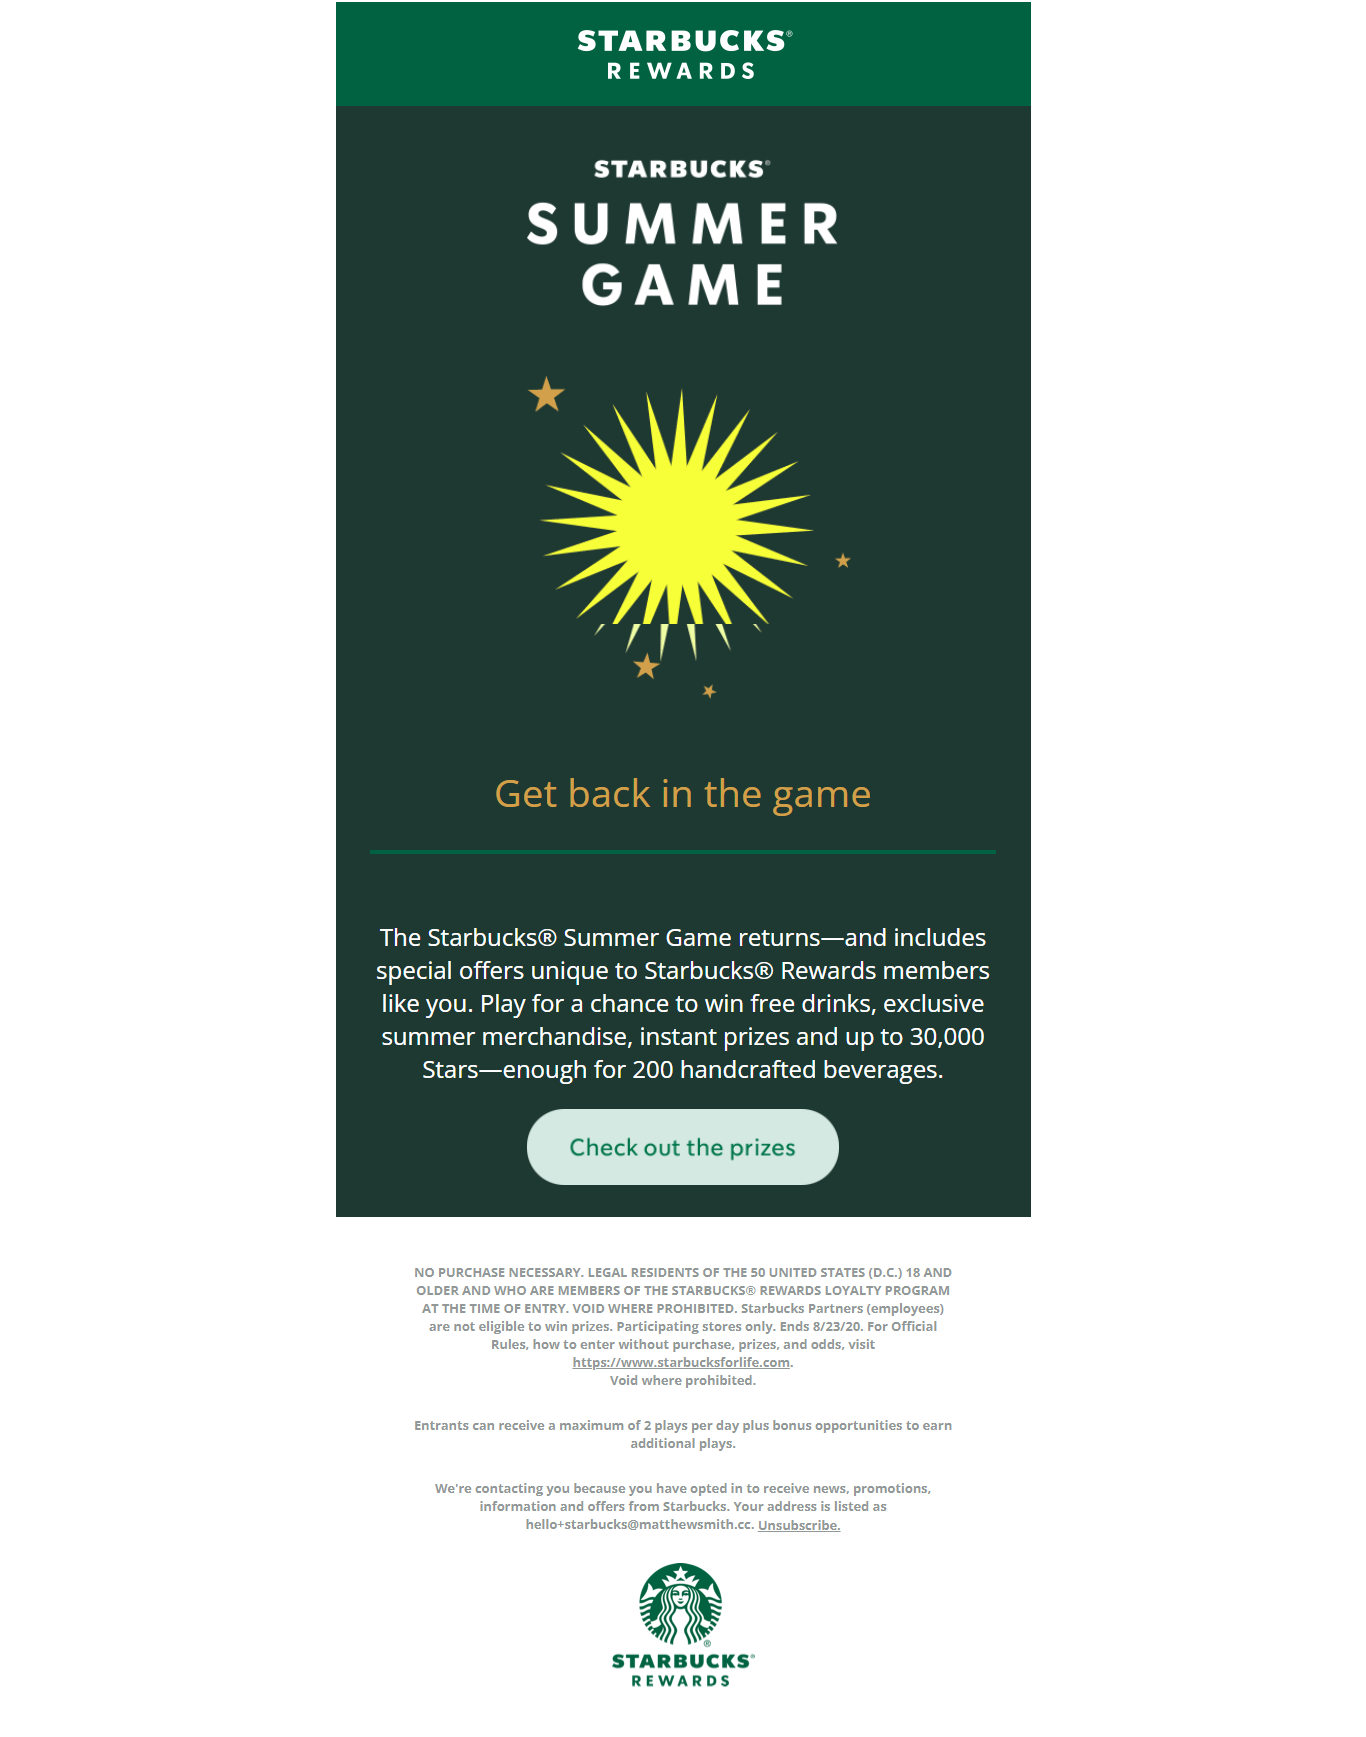 STARBUCKS®
REWARDS
STARBUCKS®
SUMMER
GAME
Get back in the game
The Starbucks® Summer Game returns—and includes
special offers unique to Starbucks® Rewards members
like you. Play for a chance to win free drinks, exclusive
summer merchandise, instant prizes and up to 30,000
Stars—enough for 200 handcrafted beverages.
Check out the prizes
NO PURCHASE NECESSARY. LEGAL RESIDENTS OF THE 50 UNITED STATES (D.C.) 18 AND
OLDER AND WHO ARE MEMBERS OF THE STARBUCKS® REWARDS LOYALTY PROGRAM
AT THE TIME OF ENTRY. VOID WHERE PROHIBITED. Starbucks Partners (employees)
are not eligible to win prizes. Participating stores only. Ends 8/23/20. For Official
Rules, how to enter without purchase, prizes, and odds, visit
https://www.starbucksforlife.com.
Void where prohibited.
Entrants can receive a maximum of 2 plays per day plus bonus opportunities to earn
additional plays.
We're contacting you because you have opted in to receive news, promotions,
information and offers from Starbucks. Your address is listed as
hello+starbucks@matthewsmith.cc. Unsubscribe.
®
STARBUCKS®
REWARDS